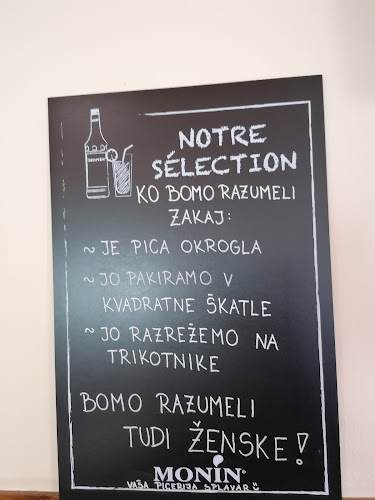 MONIN
NOTRE
SÉLECTION
KO BOMO RAZUMELI
ZAKAJ:
~ JE PICA OKROGLA
~ JO PAKIRAMO V
KVADRATNE ŠKATLE
~ JO RAZREŽEMO NA
TRIKOTNIKE
BOMO RAZUMELI
TUDI ŽENSKE!
MONIN®
VAŠA PICERIJA SPLAVAR ü